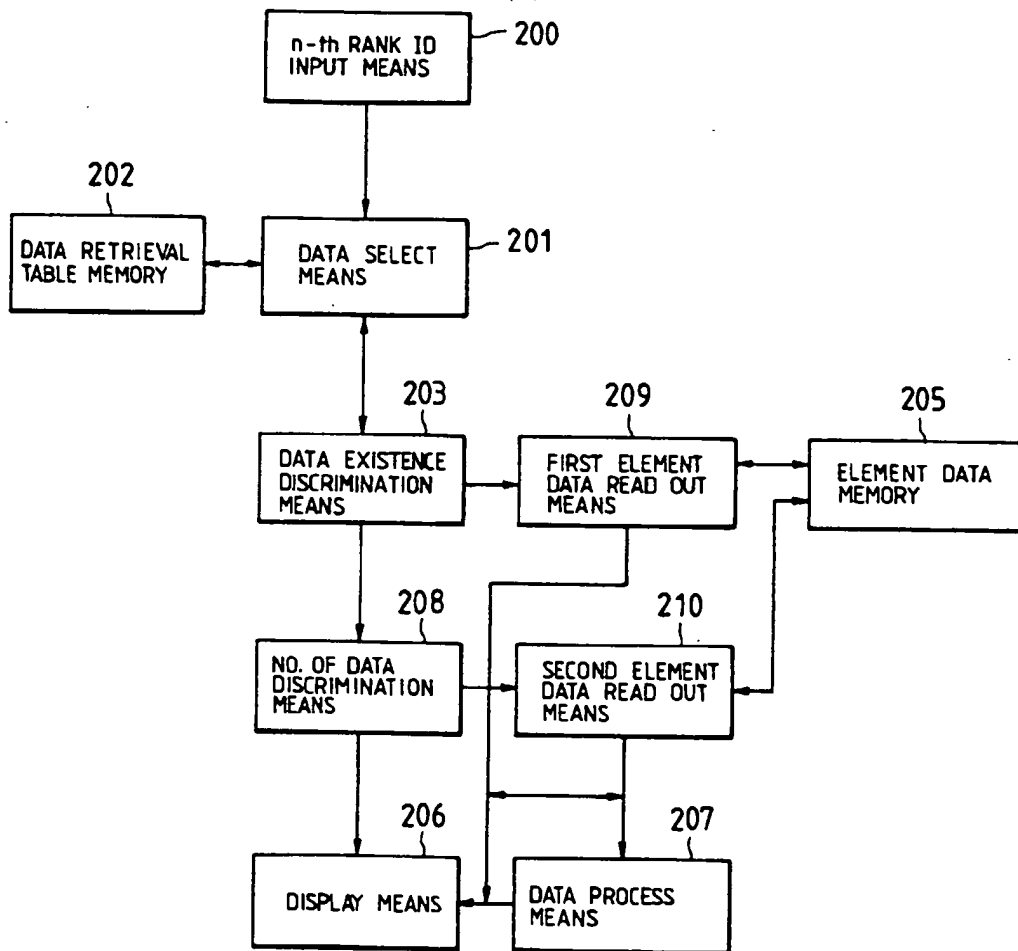 n-th RANK ID
INPUT MEANS
200
202
DATA RETRIEVAL
TABLE MEMORY
DATA SELECT
MEANS
201
203
DATA EXISTENCE
DISCRIMINATION
MEANS
209
FIRST ELEMENT
DATA READ OUT
MEANS
205
ELEMENT DATA
MEMORY
208
NO. OF DATA
DISCRIMINATION
MEANS
210
SECOND ELEMENT
DATA READ OUT
MEANS
206
DISPLAY MEANS
207
DATA PROCESS
MEANS